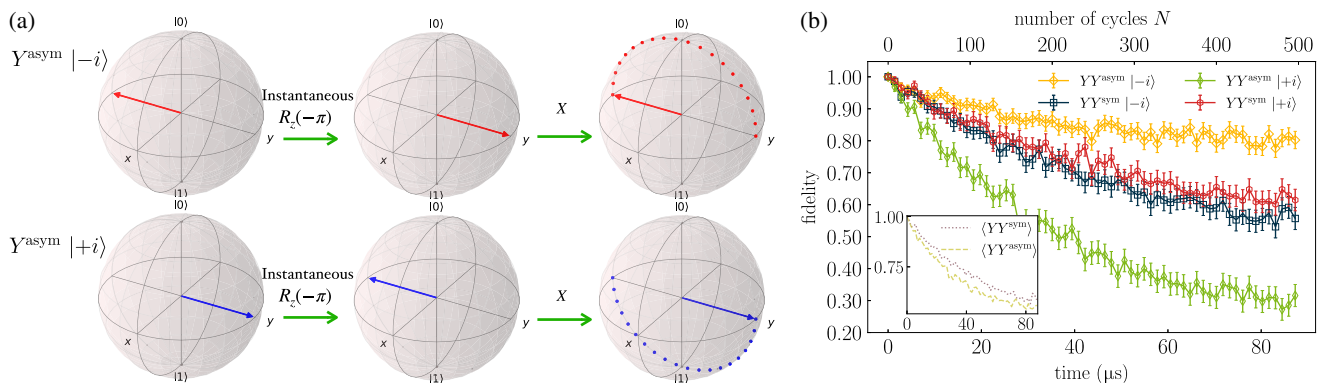 (a)
Y^asym |−i⟩
|0⟩
x
y
|1⟩
Instantaneous
R_z(−π)
|0⟩
x
y
|1⟩
X
|0⟩
x
y
|1⟩
Y^asym |+i⟩
|0⟩
x
y
|1⟩
Instantaneous
R_z(−π)
|0⟩
x
y
|1⟩
X
|0⟩
x
y
|1⟩
(b)
number of cycles N
0 100 200 300 400 500
YY^asym |−i⟩ YY^asym |+i⟩
YY^sym |−i⟩ YY^sym |+i⟩
fidelity
1.00
0.90
0.80
0.70
0.60
0.50
0.40
0.30
0.20
1.00
0.75
⟨YY^sym⟩
⟨YY^asym⟩
0 40 80
0 20 40 60 80
time (μs)